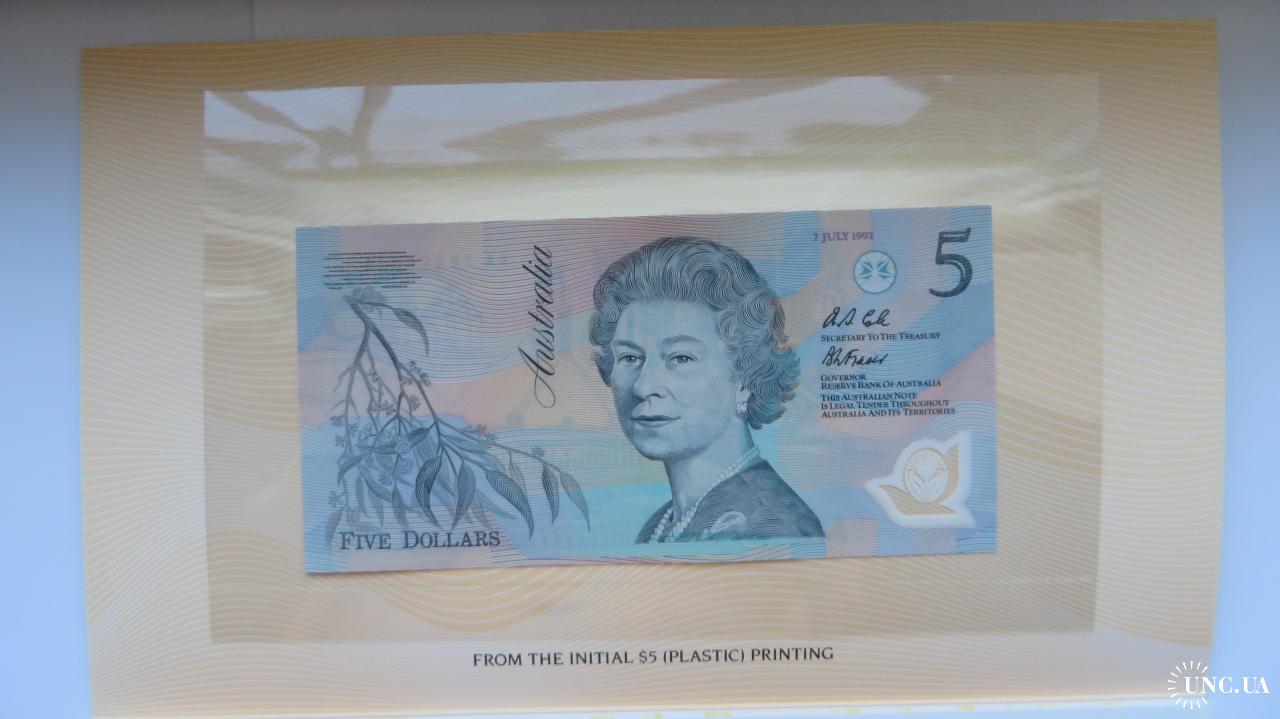 7 JULY 1992
5
Australia
SECRETARY TO THE TREASURY
GOVERNOR
RESERVE BANK OF AUSTRALIA
THIS AUSTRALIAN NOTE
IS LEGAL TENDER THROUGHOUT
AUSTRALIA AND ITS TERRITORIES
FIVE DOLLARS
FROM THE INITIAL $5 (PLASTIC) PRINTING
UNC.UA